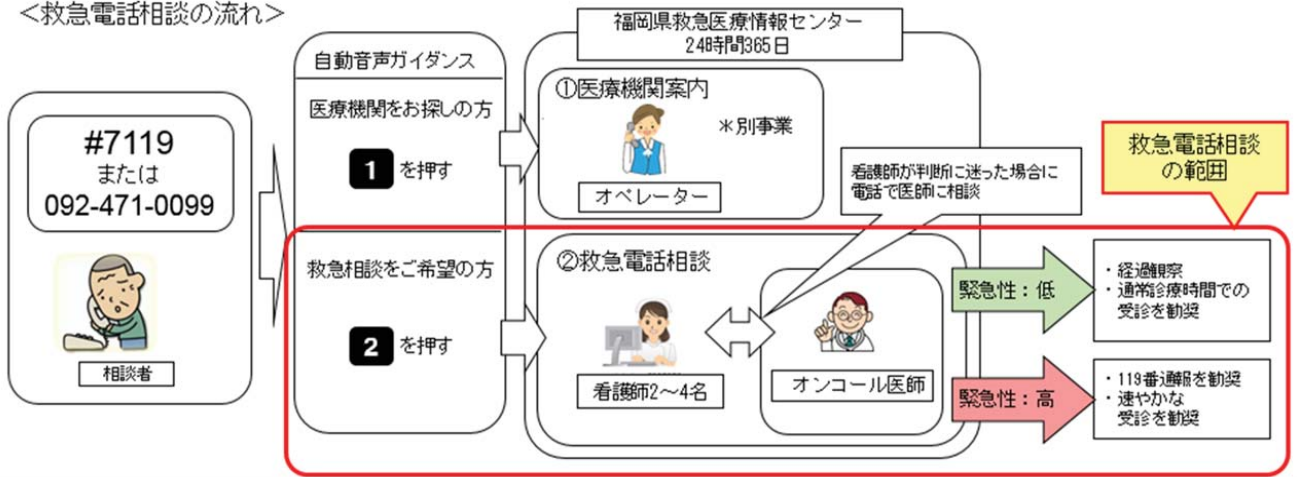 ＜救急電話相談の流れ＞
#7119
または
092-471-0099
相談者
自動音声ガイダンス
医療機関をお探しの方
1 を押す
救急相談をご希望の方
2 を押す
福岡県救急医療情報センター
24時間365日
①医療機関案内
＊別事業
オペレーター
看護師が判断に迷った場合に
電話で医師に相談
②救急電話相談
看護師2～4名
オンコール医師
救急電話相談
の範囲
緊急性：低
・経過観察
・通常診療時間での
受診を勧奨
緊急性：高
・119番通報を勧奨
・速やかな
受診を勧奨